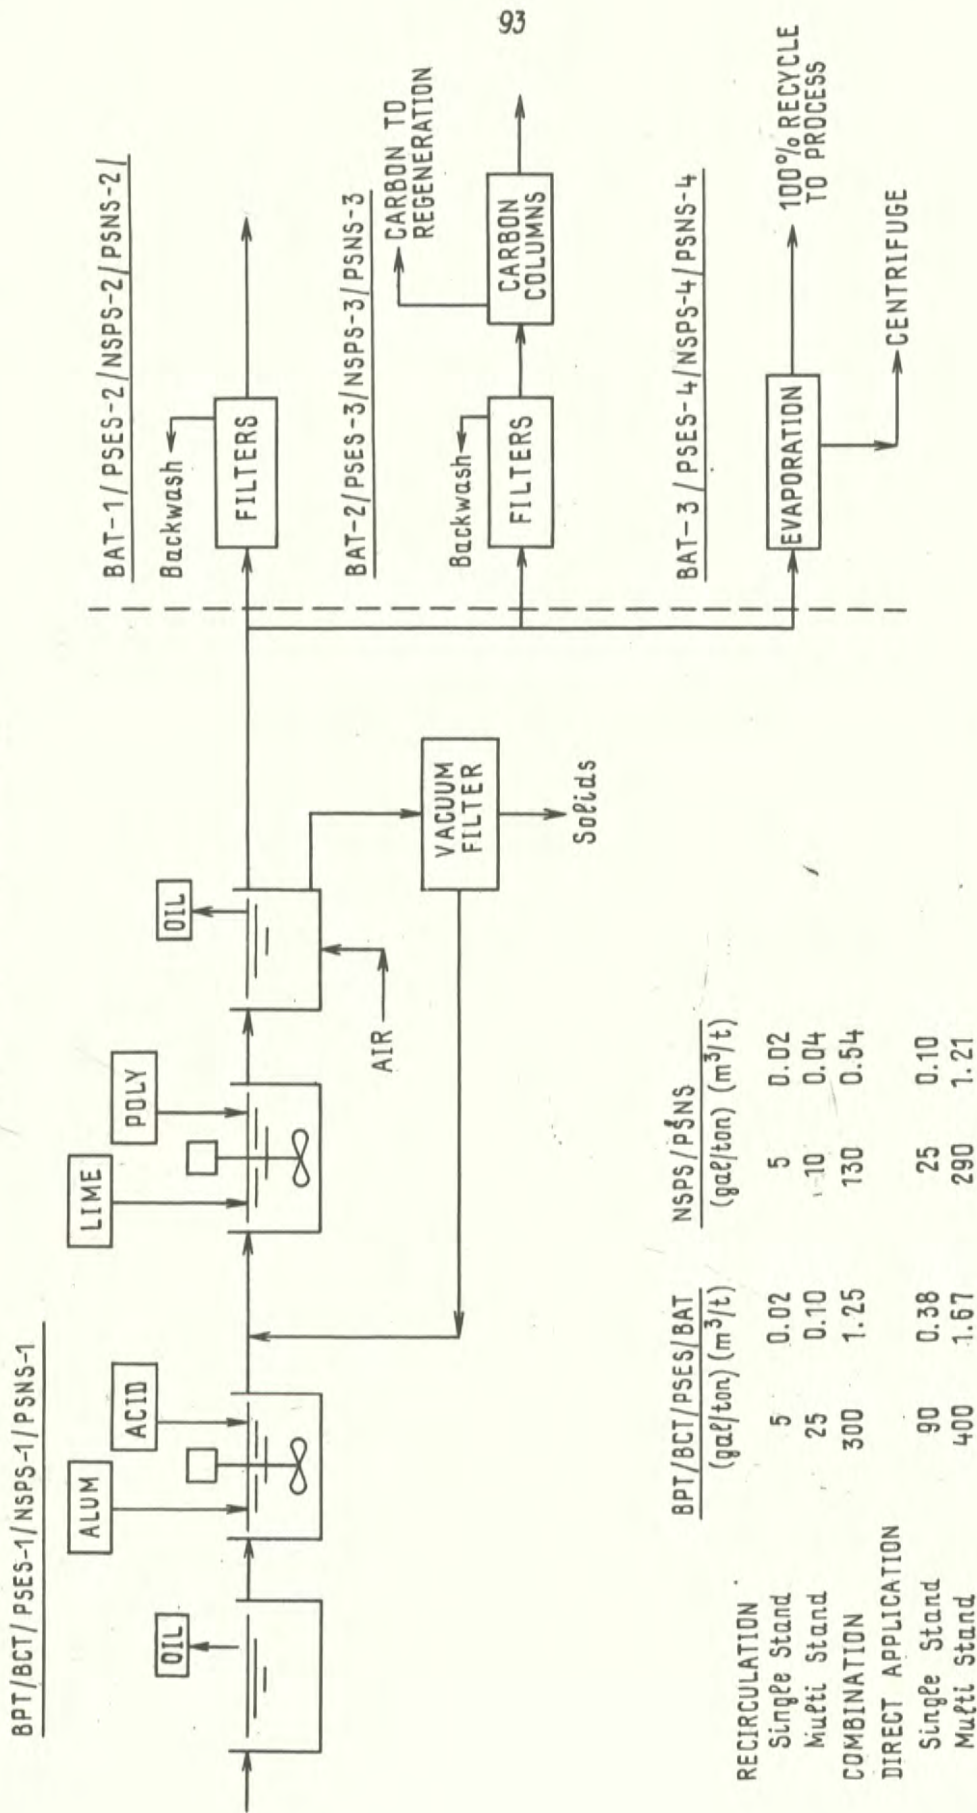 93
BPT/BCT/PSES-1/NSPS-1/PSNS-1
OIL
ALUM
ACID
LIME
POLY
OIL
AIR
VACUUM
FILTER
Solids
BAT-1/PSES-2/NSPS-2/PSNS-2/
Backwash
FILTERS
BAT-2/PSES-3/NSPS-3/PSNS-3
Backwash
FILTERS
CARBON TO
REGENERATION
CARBON
COLUMNS
BAT-3/PSES-4/NSPS-4/PSNS-4
EVAPORATION
100% RECYCLE
TO PROCESS
CENTRIFUGE
BPT/BCT/PSES/BAT NSPS/PSNS
(gal/ton) (m³/t) (gal/ton) (m³/t)
RECIRCULATION
Single Stand 5 0.02 5 0.02
Multi Stand 25 0.10 10 0.04
COMBINATION 300 1.25 130 0.54
DIRECT APPLICATION
Single Stand 90 0.38 25 0.10
Multi Stand 400 1.67 290 1.21